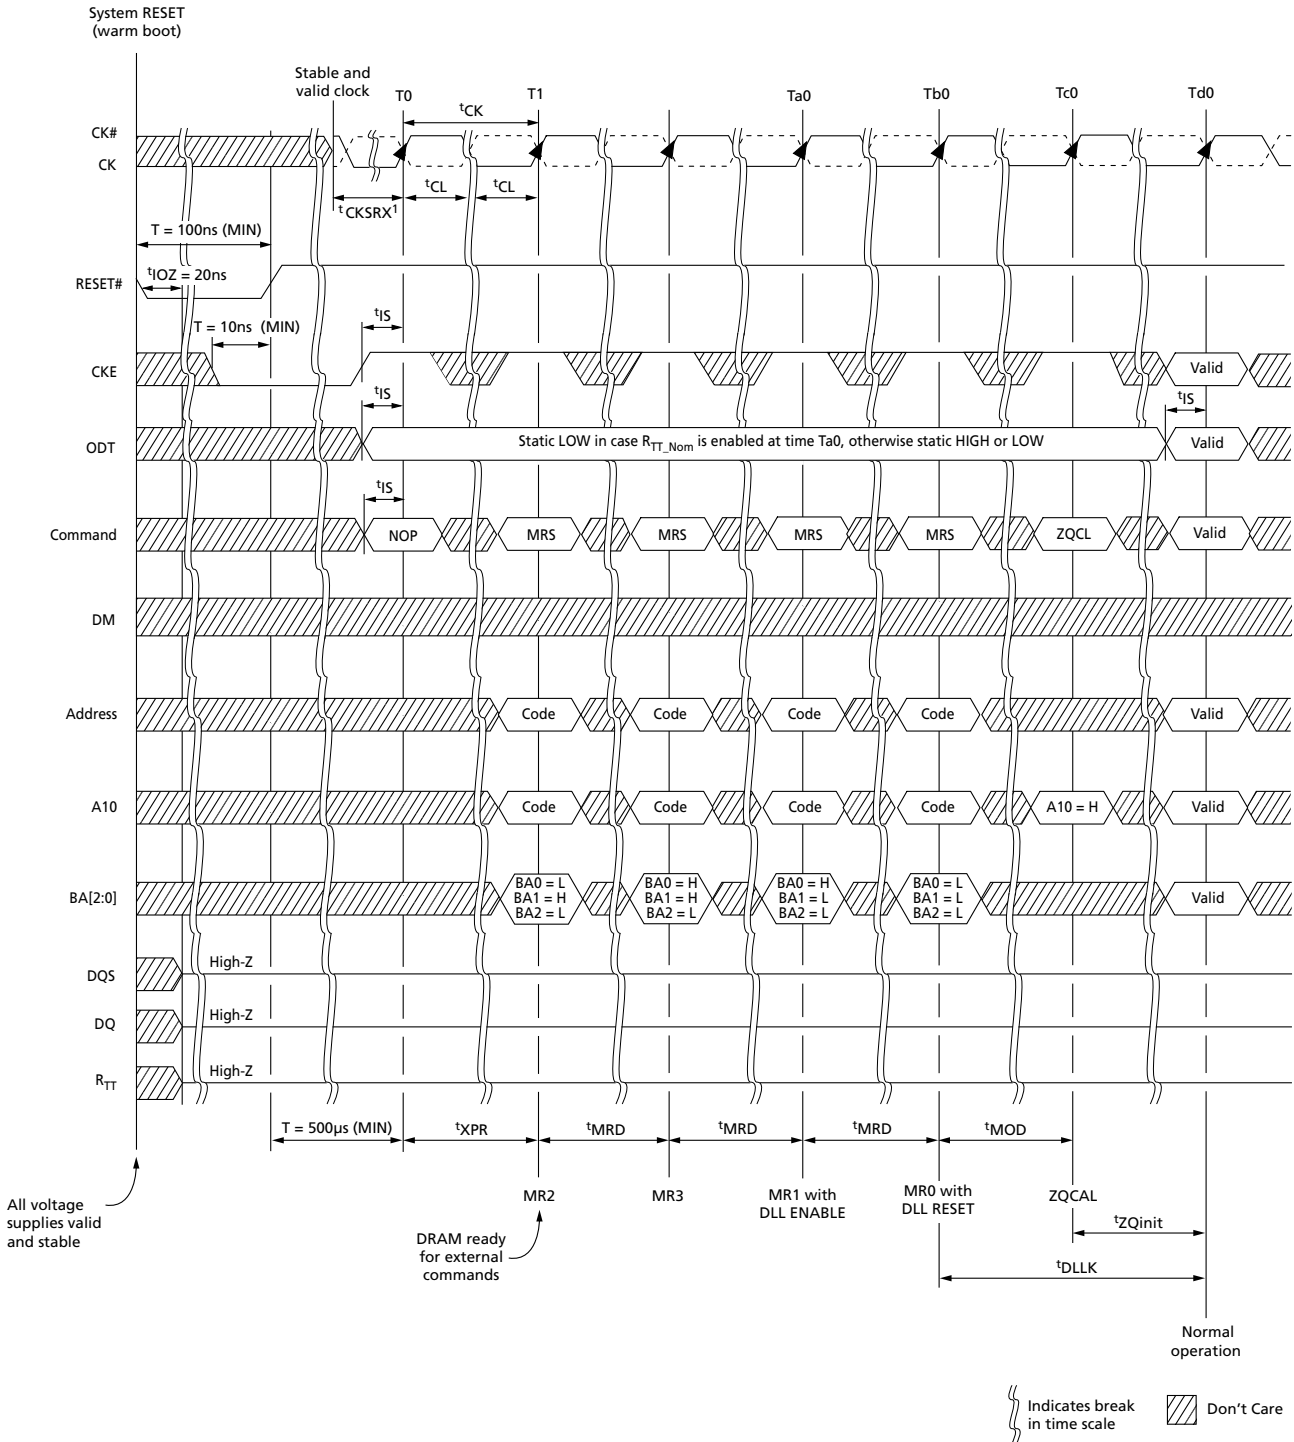 System RESET
(warm boot)
Stable and
valid clock
T0
T1
Ta0
Tb0
Tc0
Td0
tCK
CK#
CK
tCKSRX1
tCL
tCL
T = 100ns (MIN)
tIOZ = 20ns
RESET#
T = 10ns (MIN)
tIS
CKE
Valid
tIS
tIS
ODT
Static LOW in case RTT_Nom is enabled at time Ta0, otherwise static HIGH or LOW
Valid
tIS
Command
NOP
MRS
MRS
MRS
MRS
ZQCL
Valid
DM
Address
Code
Code
Code
Code
Valid
A10
Code
Code
Code
Code
A10 = H
Valid
BA[2:0]
BA0 = L
BA1 = H
BA2 = L
BA0 = H
BA1 = H
BA2 = L
BA0 = H
BA1 = L
BA2 = L
BA0 = L
BA1 = L
BA2 = L
Valid
DQS
High-Z
DQ
High-Z
RTT
High-Z
T = 500µs (MIN)
tXPR
tMRD
tMRD
tMRD
tMOD
All voltage
supplies valid
and stable
MR2
MR3
MR1 with
DLL ENABLE
MR0 with
DLL RESET
ZQCAL
tZQinit
DRAM ready
for external
commands
tDLLK
Normal
operation
Indicates break
in time scale
Don't Care